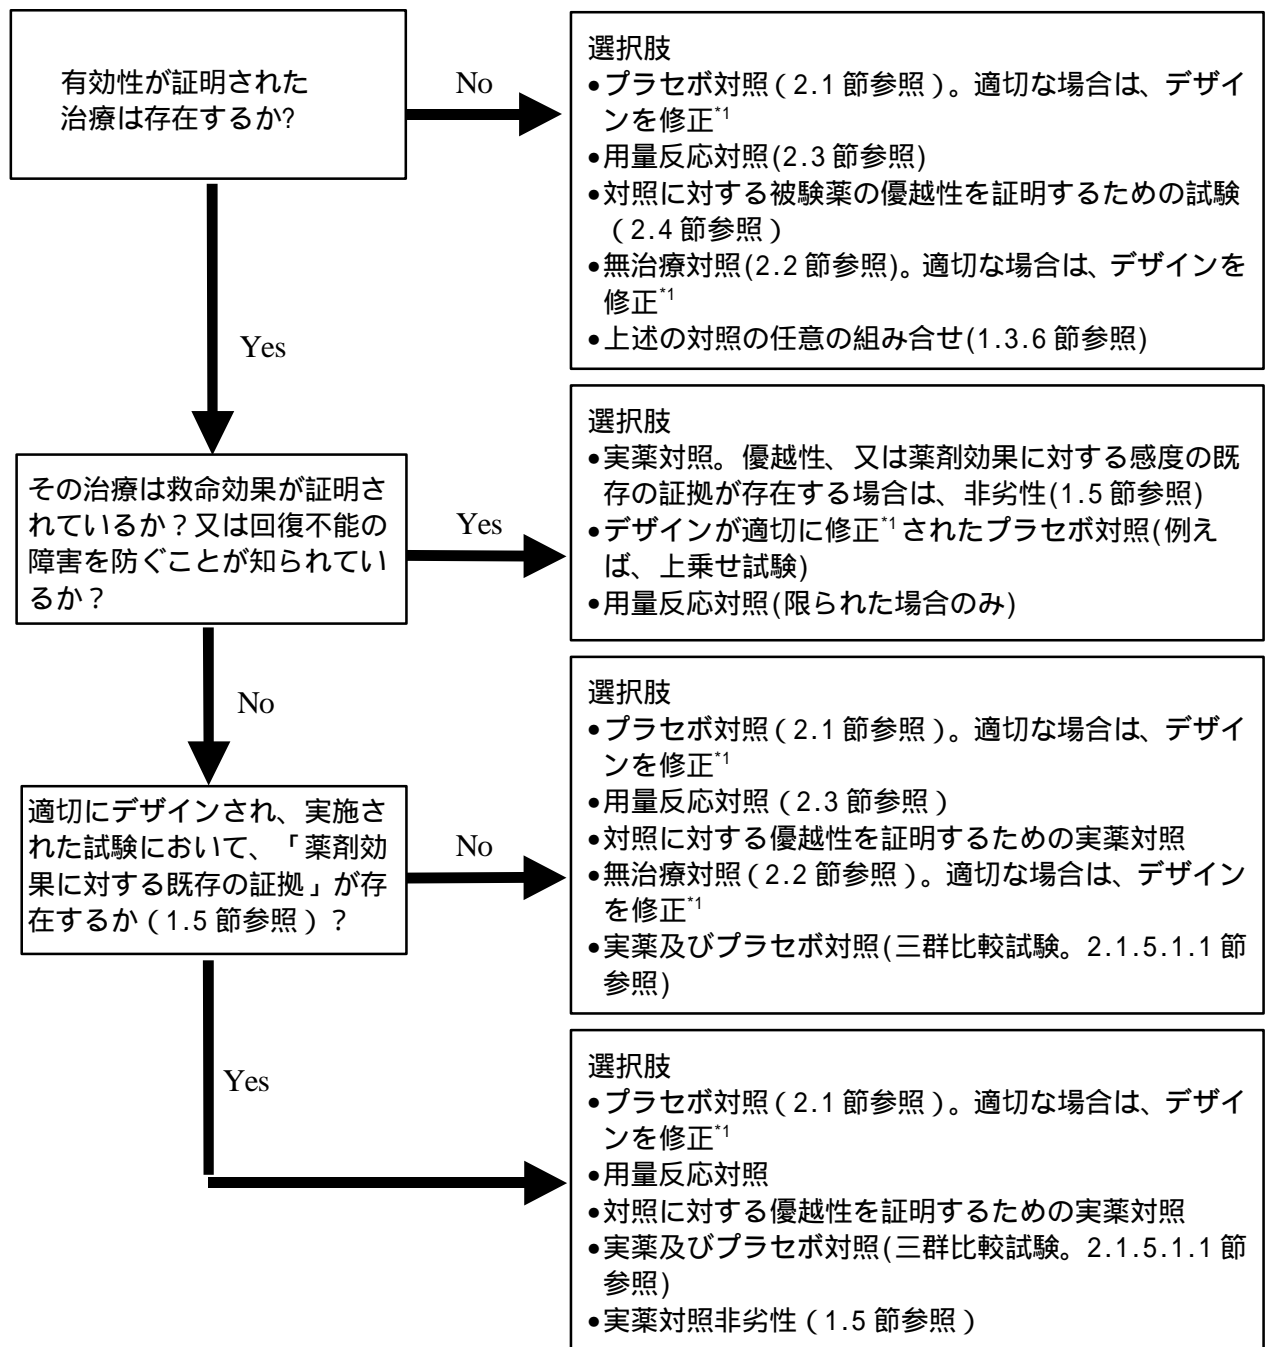 有効性が証明された
治療は存在するか?
No
選択肢
•プラセボ対照(2.1節参照)。適切な場合は、デザイ
ンを修正*1
•用量反応対照(2.3節参照)
•対照に対する被験薬の優越性を証明するための試験
(2.4節参照)
•無治療対照(2.2節参照)。適切な場合は、デザインを
修正*1
•上述の対照の任意の組み合せ(1.3.6節参照)
Yes
その治療は救命効果が証明さ
れているか?又は回復不能の
障害を防ぐことが知られてい
るか?
Yes
選択肢
•実薬対照。優越性、又は薬剤効果に対する感度の既
存の証拠が存在する場合は、非劣性(1.5節参照)
•デザインが適切に修正*1されたプラセボ対照(例え
ば、上乗せ試験)
•用量反応対照(限られた場合のみ)
No
適切にデザインされ、実施さ
れた試験において、「薬剤効
果に対する既存の証拠」が存
在するか(1.5節参照)?
No
選択肢
•プラセボ対照(2.1節参照)。適切な場合は、デザイ
ンを修正*1
•用量反応対照(2.3節参照)
•対照に対する優越性を証明するための実薬対照
•無治療対照(2.2節参照)。適切な場合は、デザイン
を修正*1
•実薬及びプラセボ対照(三群比較試験。2.1.5.1.1節
参照)
Yes
選択肢
•プラセボ対照(2.1節参照)。適切な場合は、デザイ
ンを修正*1
•用量反応対照
•対照に対する優越性を証明するための実薬対照
•実薬及びプラセボ対照(三群比較試験。2.1.5.1.1節
参照)
•実薬対照非劣性(1.5節参照)